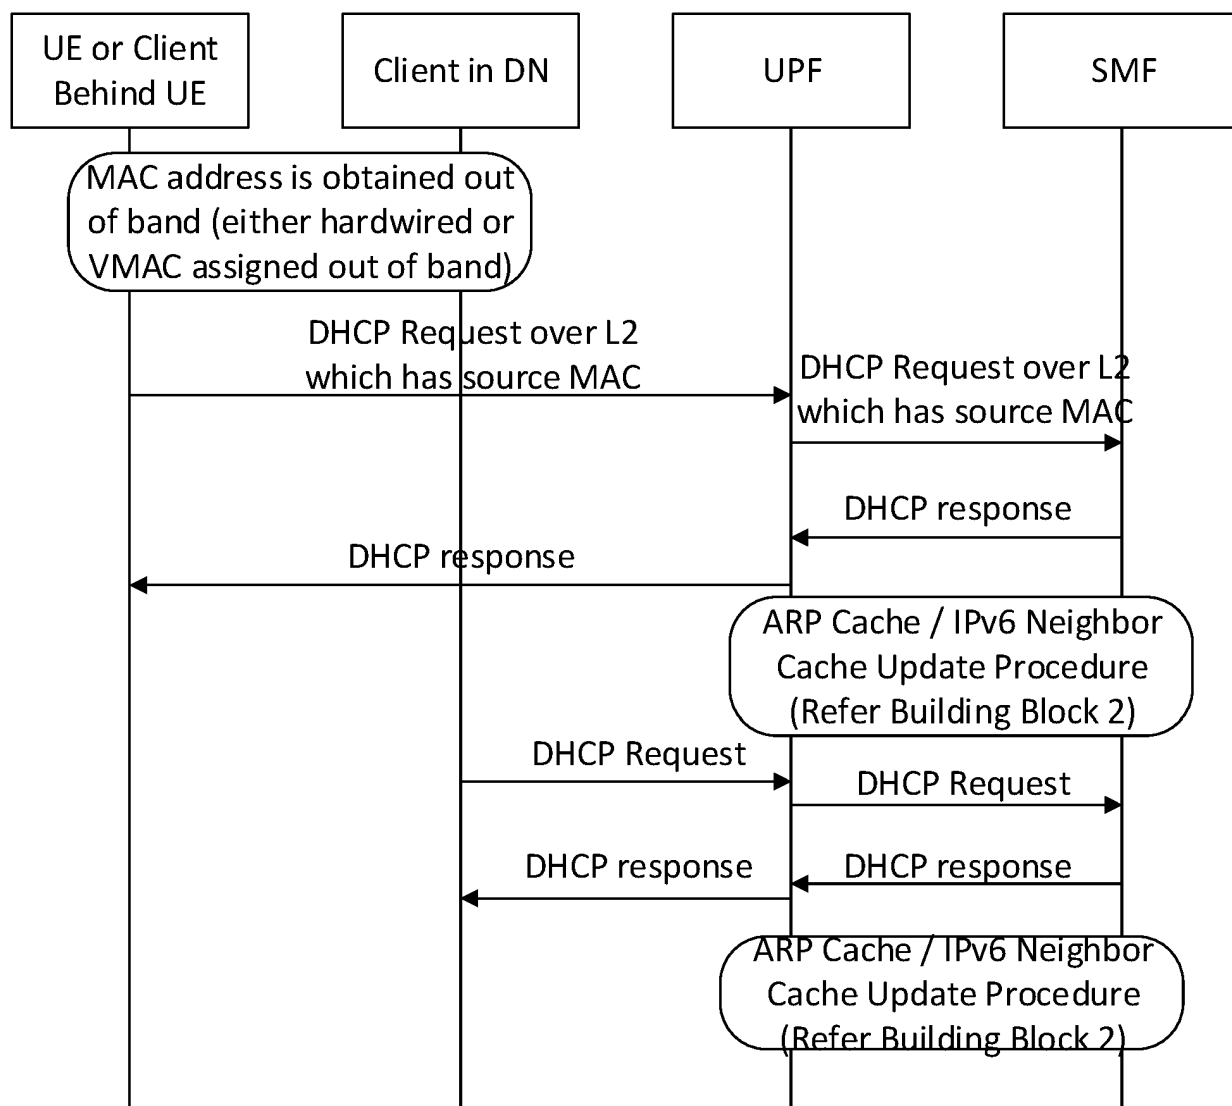 UE or Client
Behind UE
Client in DN
UPF
SMF
MAC address is obtained out
of band (either hardwired or
VMAC assigned out of band)
DHCP Request over L2
which has source MAC
DHCP Request over L2
which has source MAC
DHCP response
DHCP response
ARP Cache / IPv6 Neighbor
Cache Update Procedure
(Refer Building Block 2)
DHCP Request
DHCP Request
DHCP response
DHCP response
ARP Cache / IPv6 Neighbor
Cache Update Procedure
(Refer Building Block 2)